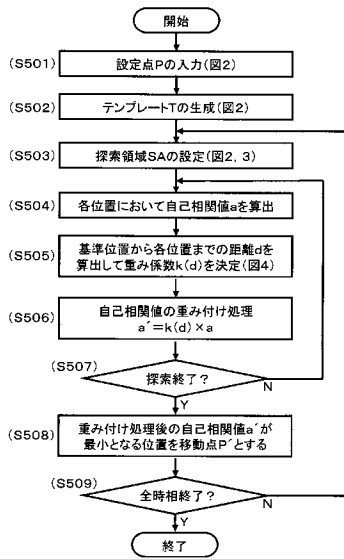 開始
(S501)
設定点Pの入力(図2)
(S502)
テンプレートTの生成(図2)
(S503)
探索領域SAの設定(図2, 3)
(S504)
各位置において自己相関値aを算出
(S505)
基準位置から各位置までの距離dを
算出して重み係数k(d)を決定(図4)
(S506)
自己相関値の重み付け処理
a´=k(d)×a
(S507)
探索終了?
N
Y
(S508)
重み付け処理後の自己相関値a´が
最小となる位置を移動点P´とする
(S509)
全時相終了?
N
Y
終了